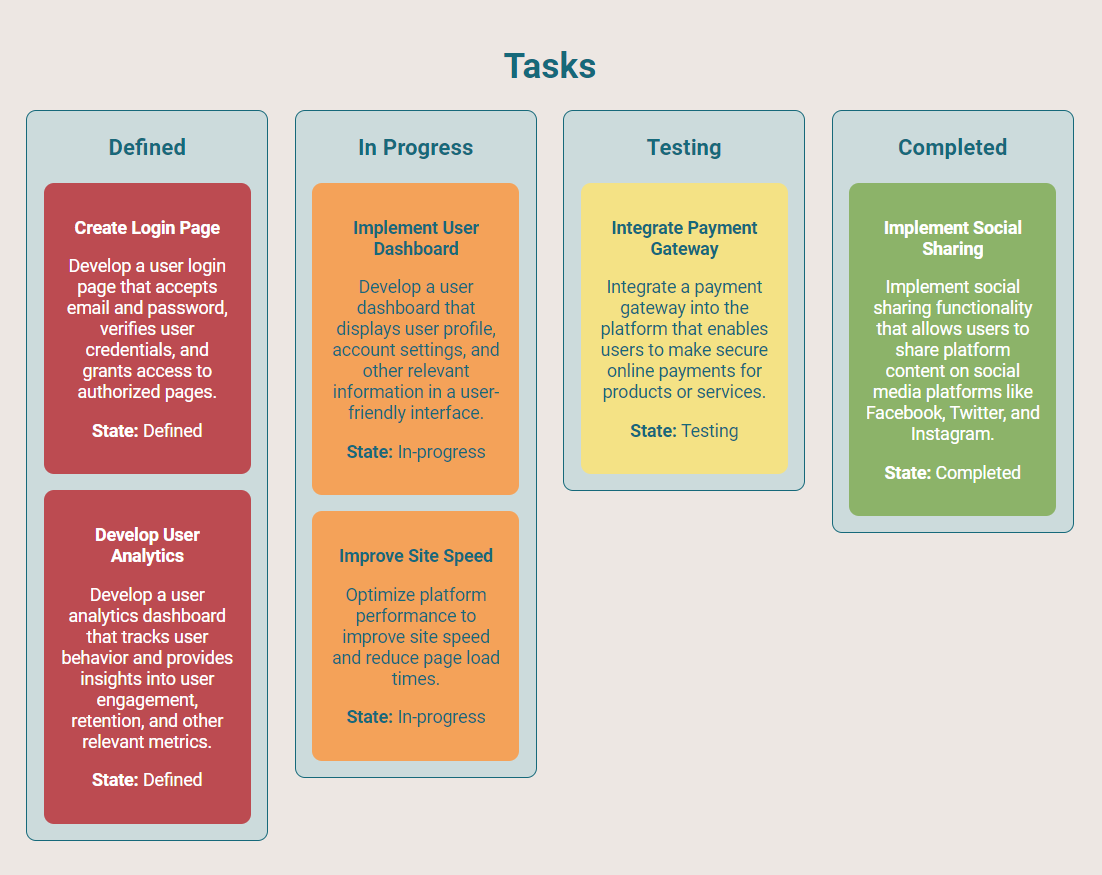 Tasks
Defined
Create Login Page
Develop a user login
page that accepts
email and password,
verifies user
credentials, and
grants access to
authorized pages.
State: Defined
Develop User
Analytics
Develop a user
analytics dashboard
that tracks user
behavior and provides
insights into user
engagement,
retention, and other
relevant metrics.
State: Defined
In Progress
Implement User
Dashboard
Develop a user
dashboard that
displays user profile,
account settings, and
other relevant
information in a user-
friendly interface.
State: In-progress
Improve Site Speed
Optimize platform
performance to
improve site speed
and reduce page load
times.
State: In-progress
Testing
Integrate Payment
Gateway
Integrate a payment
gateway into the
platform that enables
users to make secure
online payments for
products or services.
State: Testing
Completed
Implement Social
Sharing
Implement social
sharing functionality
that allows users to
share platform
content on social
media platforms like
Facebook, Twitter, and
Instagram.
State: Completed